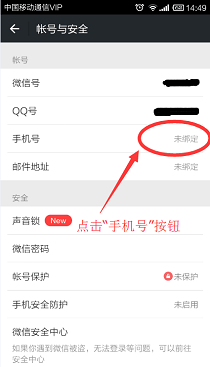 中国移动通信VIP 14:49
帐号与安全
帐号
微信号
QQ号
手机号 未绑定
邮件地址 未绑定
安全
声音锁 New
点击“手机号”按钮
微信密码
帐号保护 未保护
手机安全防护 未启用
微信安全中心
如果你遇到微信被盗，无法登录等问题，可以前往
安全中心